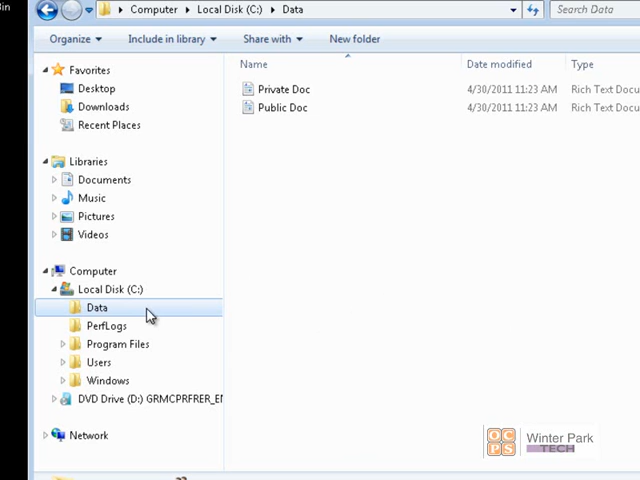 Bin
Computer Local Disk (C:) Data Search Data
Organize Include in library Share with New folder
Favorites
Desktop
Downloads
Recent Places
Libraries
Documents
Music
Pictures
Videos
Computer
Local Disk (C:)
Data
PerfLogs
Program Files
Users
Windows
DVD Drive (D:) GRMCPRFRER_EN
Network
Name Date modified Type
Private Doc 4/30/2011 11:23 AM Rich Text Docu
Public Doc 4/30/2011 11:23 AM Rich Text Docu
OCPS
Winter Park
TECH